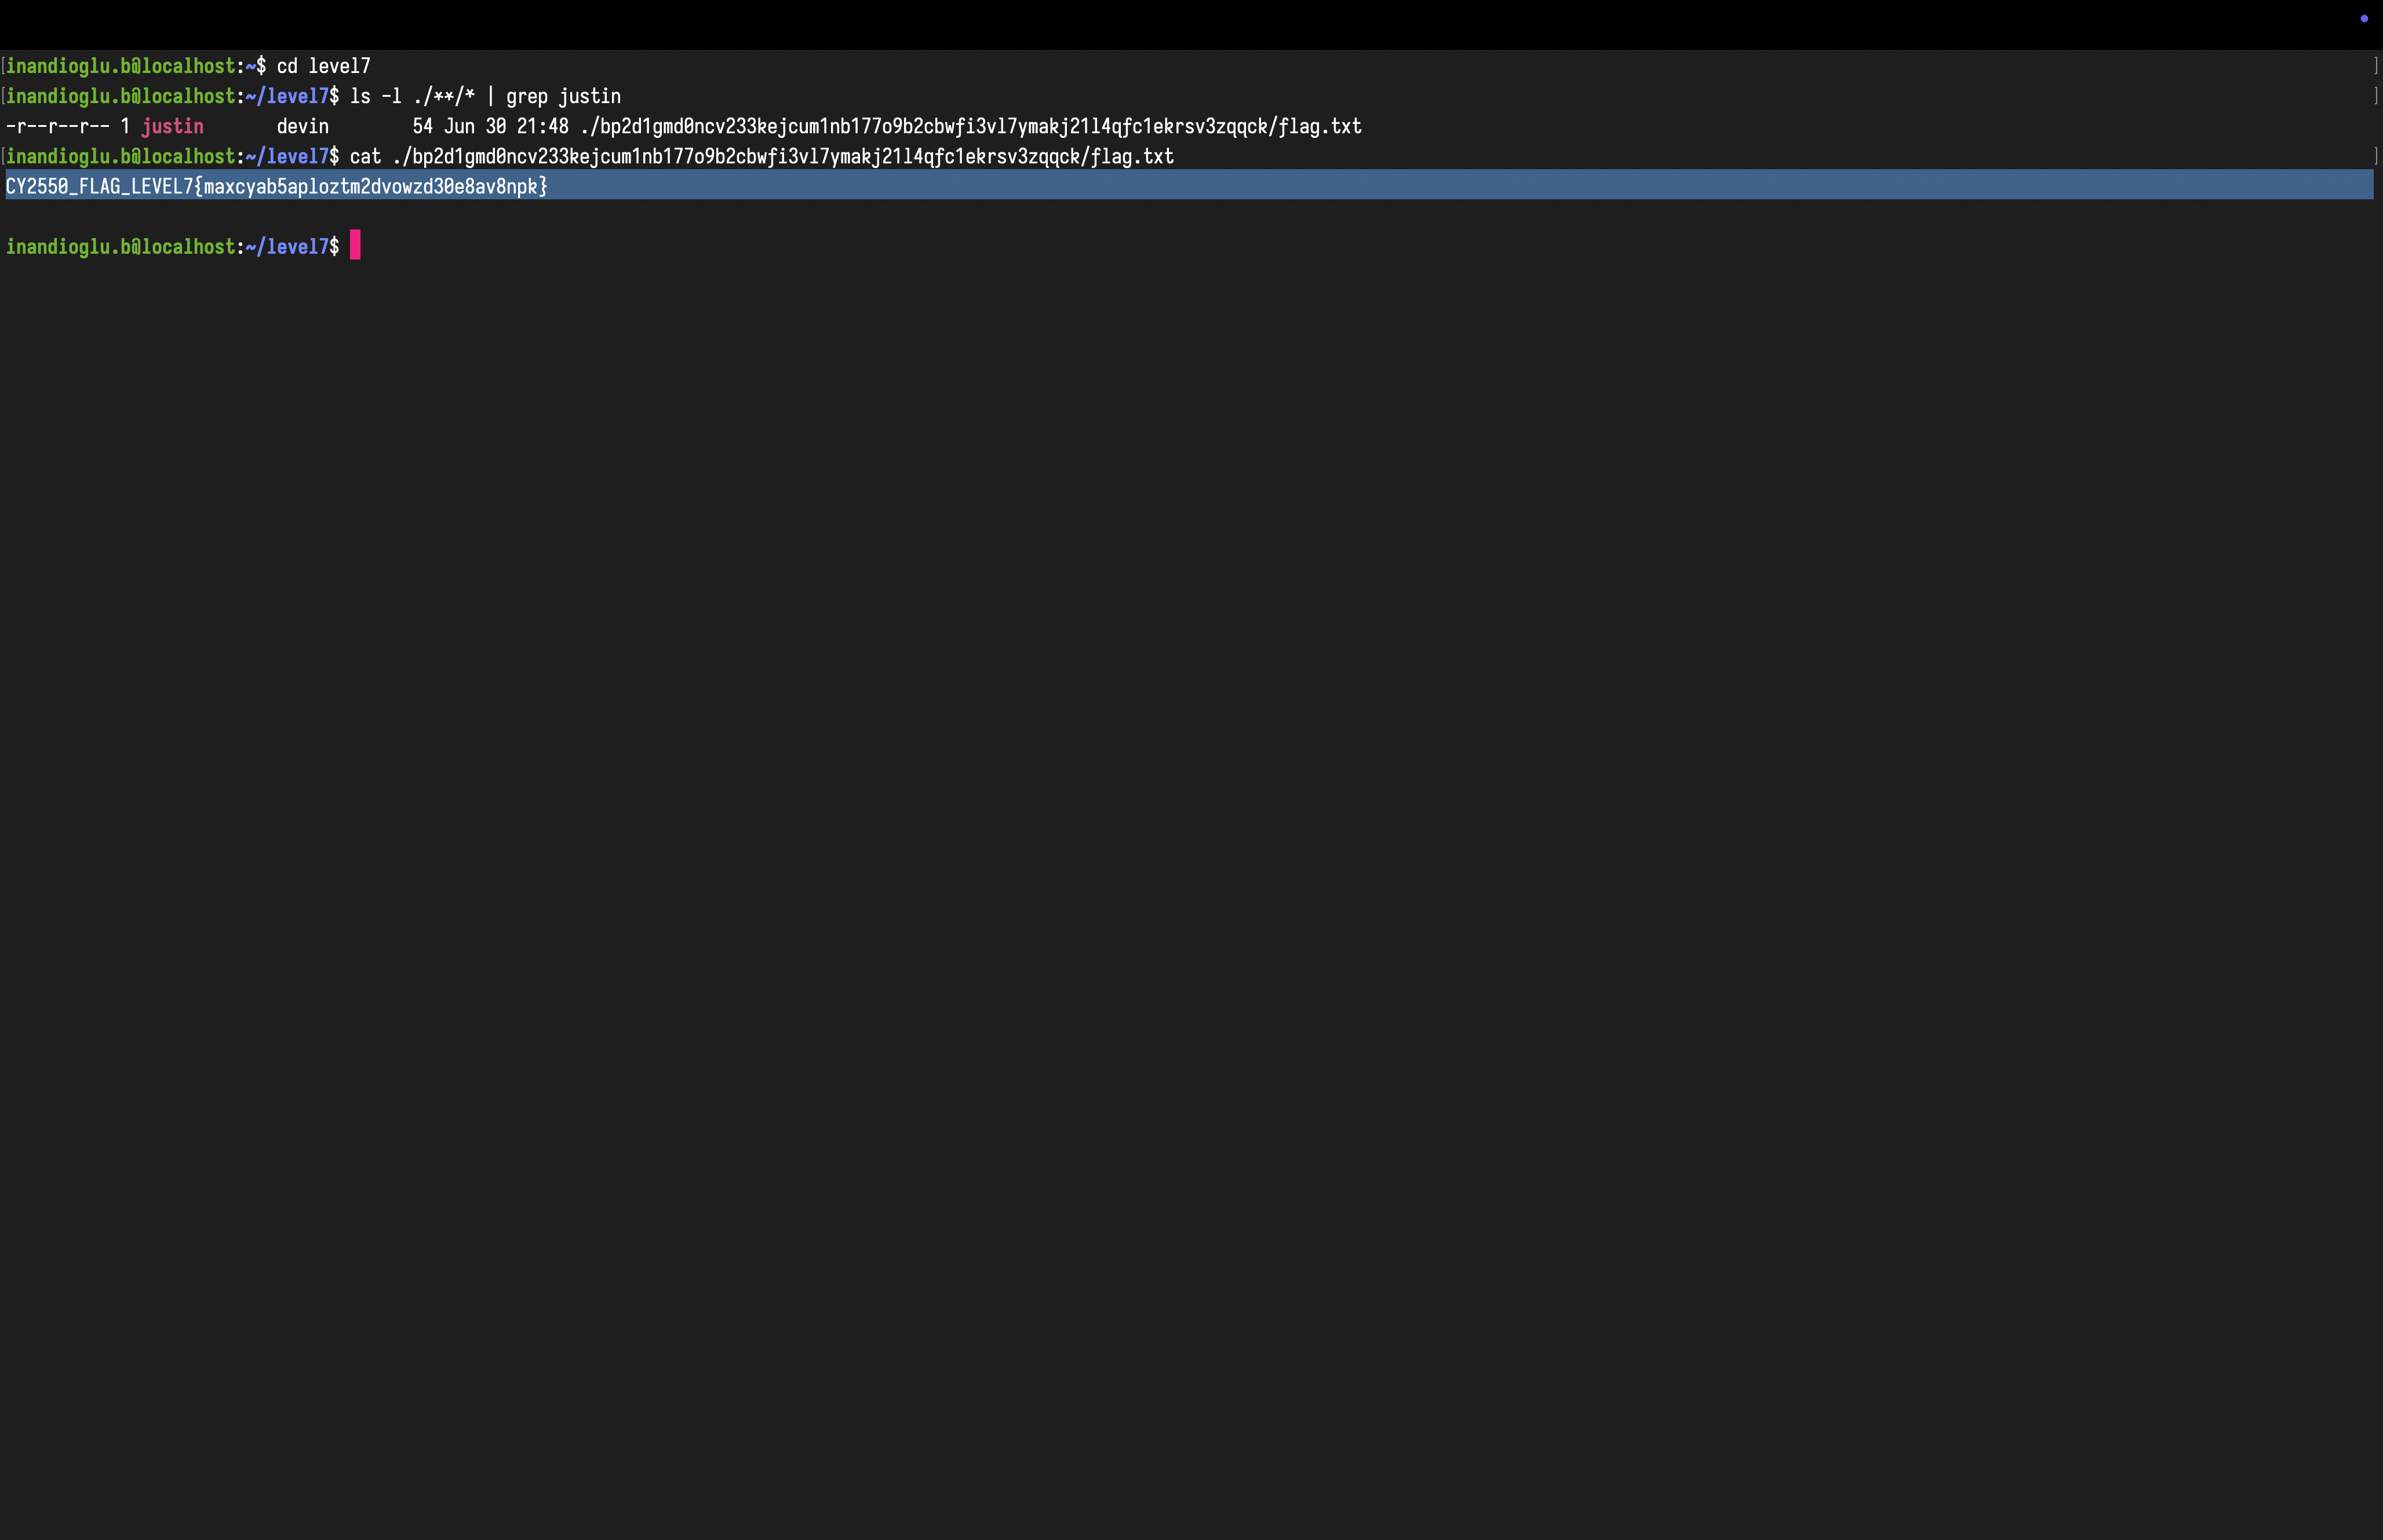 [inandioglu.b@localhost:~$ cd level7 ]
[inandioglu.b@localhost:~/level7$ ls -l ./**/* | grep justin ]
-r--r--r-- 1 justin       devin        54 Jun 30 21:48 ./bp2d1gmd0ncv233kejcum1nb177o9b2cbwfi3vl7ymakj21l4qfc1ekrsv3zqqck/flag.txt
[inandioglu.b@localhost:~/level7$ cat ./bp2d1gmd0ncv233kejcum1nb177o9b2cbwfi3vl7ymakj21l4qfc1ekrsv3zqqck/flag.txt ]
CY2550_FLAG_LEVEL7{maxcyab5aploztm2dvowzd30e8av8npk}
inandioglu.b@localhost:~/level7$